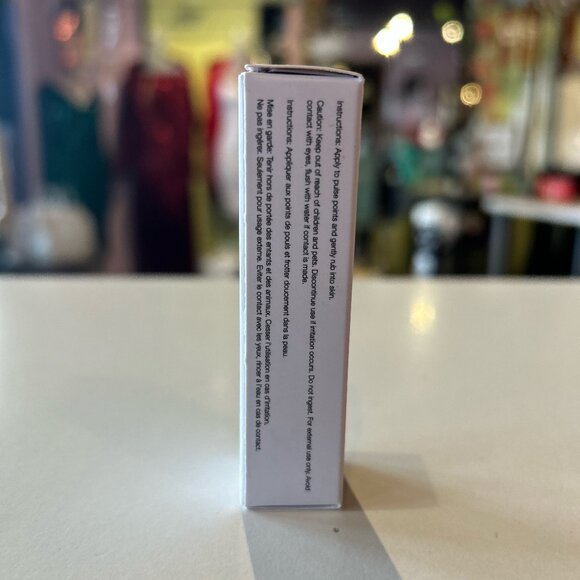 Instructions: Apply to pulse points and gently rub into skin.
Caution: Keep out of reach of children and pets. Discontinue use if irritation occurs. Do not ingest. For external use only. Avoid
contact with eyes, flush with water if contact is made.
Instructions: Appliquer aux points de pouls et frotter doucement dans la peau.
Mise en garde: Tenir hors de portée des enfants et des animaux. Cesser l'utilisation en cas d'irritation.
Ne pas ingérer. Seulement pour usage externe. Éviter le contact avec les yeux, rincer à l'eau en cas de contact.